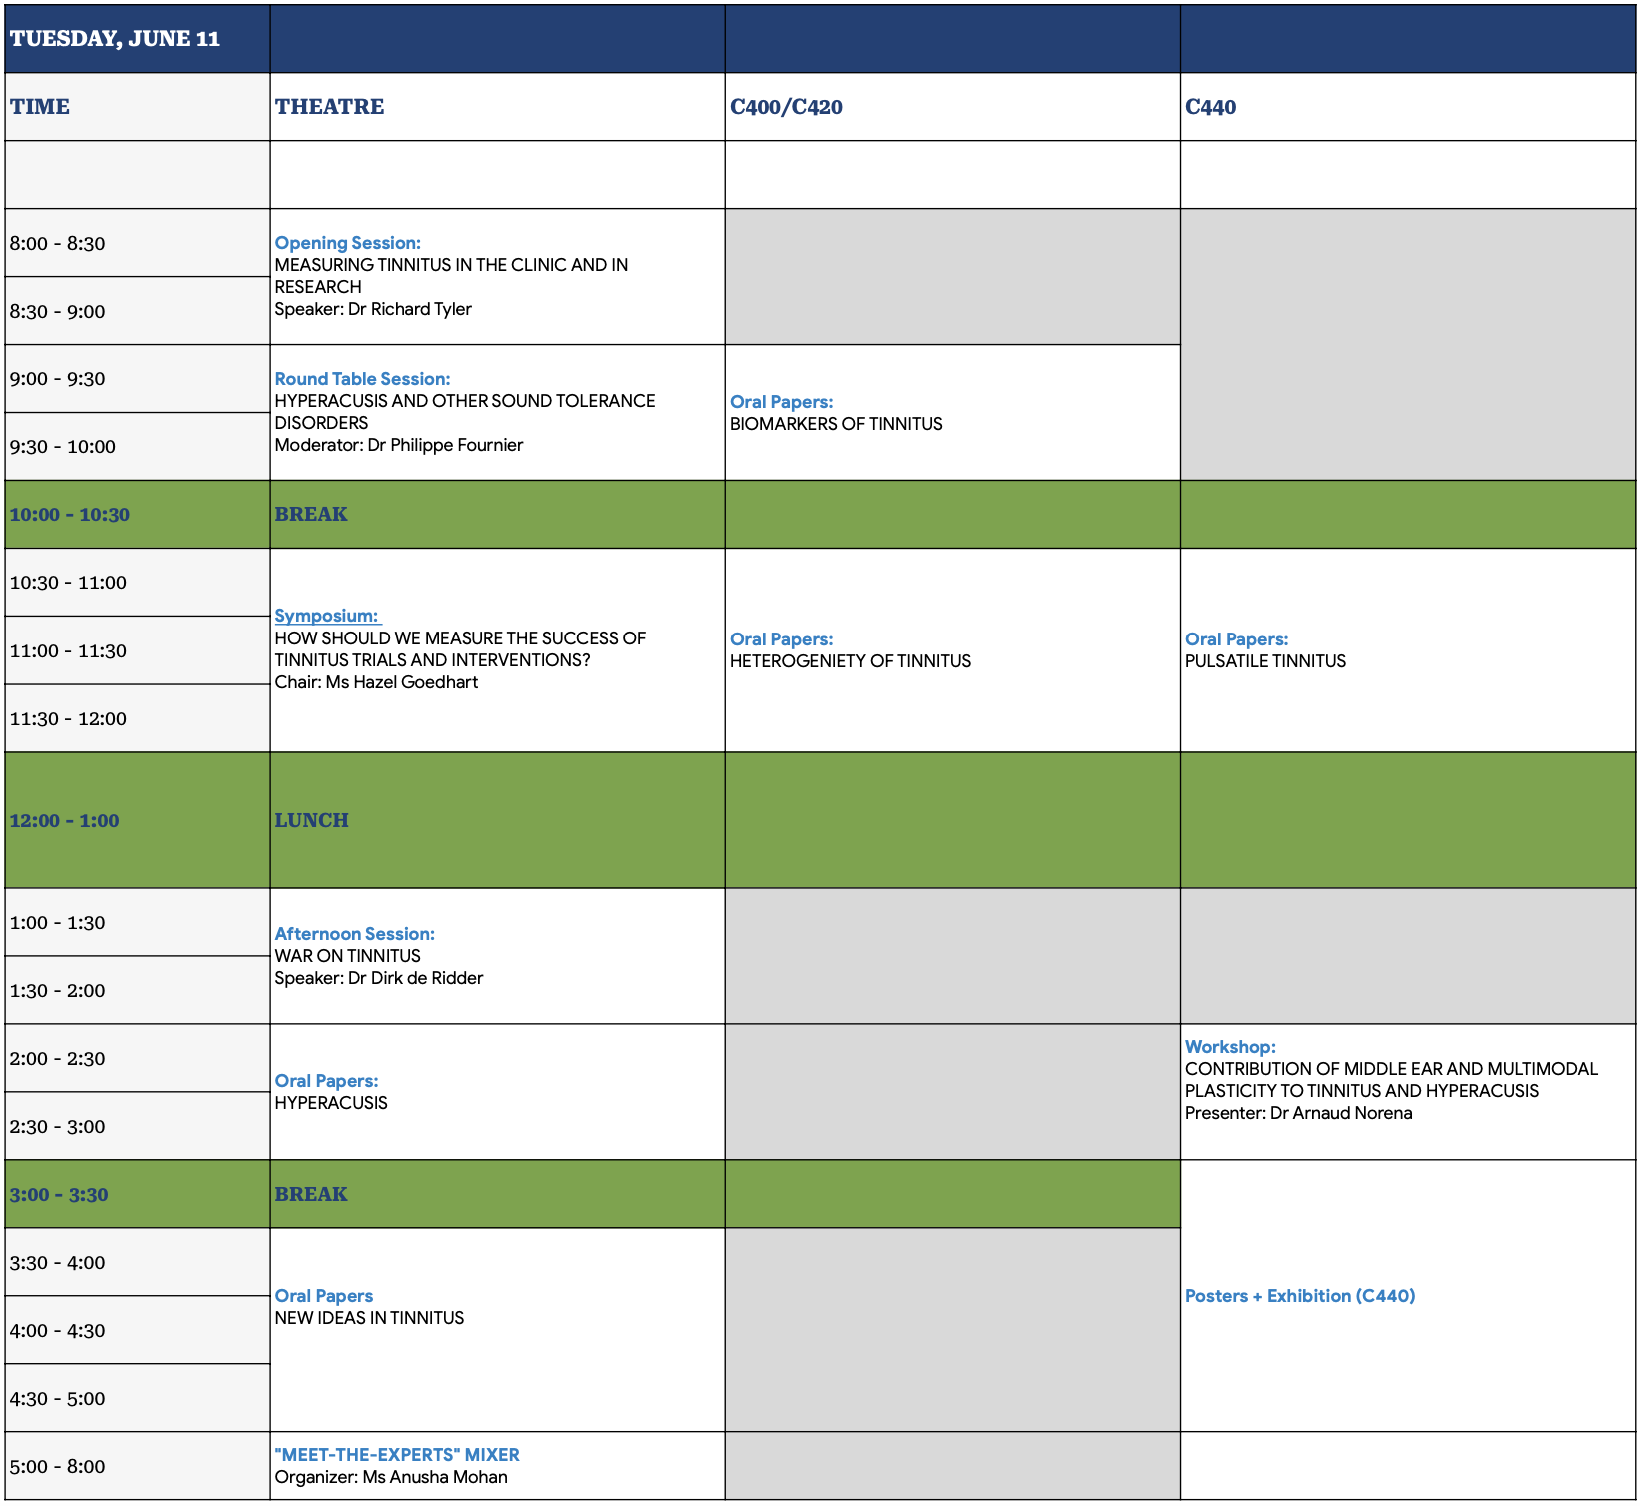 TUESDAY, JUNE 11
TIME
THEATRE
C400/C420
C440
8:00 - 8:30
Opening Session:
MEASURING TINNITUS IN THE CLINIC AND IN
RESEARCH
Speaker: Dr Richard Tyler
8:30 - 9:00
9:00 - 9:30
Round Table Session:
HYPERACUSIS AND OTHER SOUND TOLERANCE
DISORDERS
Moderator: Dr Philippe Fournier
Oral Papers:
BIOMARKERS OF TINNITUS
9:30 - 10:00
10:00 - 10:30
BREAK
10:30 - 11:00
Symposium:
HOW SHOULD WE MEASURE THE SUCCESS OF
TINNITUS TRIALS AND INTERVENTIONS?
Chair: Ms Hazel Goedhart
Oral Papers:
HETEROGENIETY OF TINNITUS
Oral Papers:
PULSATILE TINNITUS
11:00 - 11:30
11:30 - 12:00
12:00 - 1:00
LUNCH
1:00 - 1:30
Afternoon Session:
WAR ON TINNITUS
Speaker: Dr Dirk de Ridder
1:30 - 2:00
2:00 - 2:30
Oral Papers:
HYPERACUSIS
Workshop:
CONTRIBUTION OF MIDDLE EAR AND MULTIMODAL
PLASTICITY TO TINNITUS AND HYPERACUSIS
Presenter: Dr Arnaud Norena
2:30 - 3:00
3:00 - 3:30
BREAK
3:30 - 4:00
Oral Papers
NEW IDEAS IN TINNITUS
Posters + Exhibition (C440)
4:00 - 4:30
4:30 - 5:00
5:00 - 8:00
"MEET-THE-EXPERTS" MIXER
Organizer: Ms Anusha Mohan